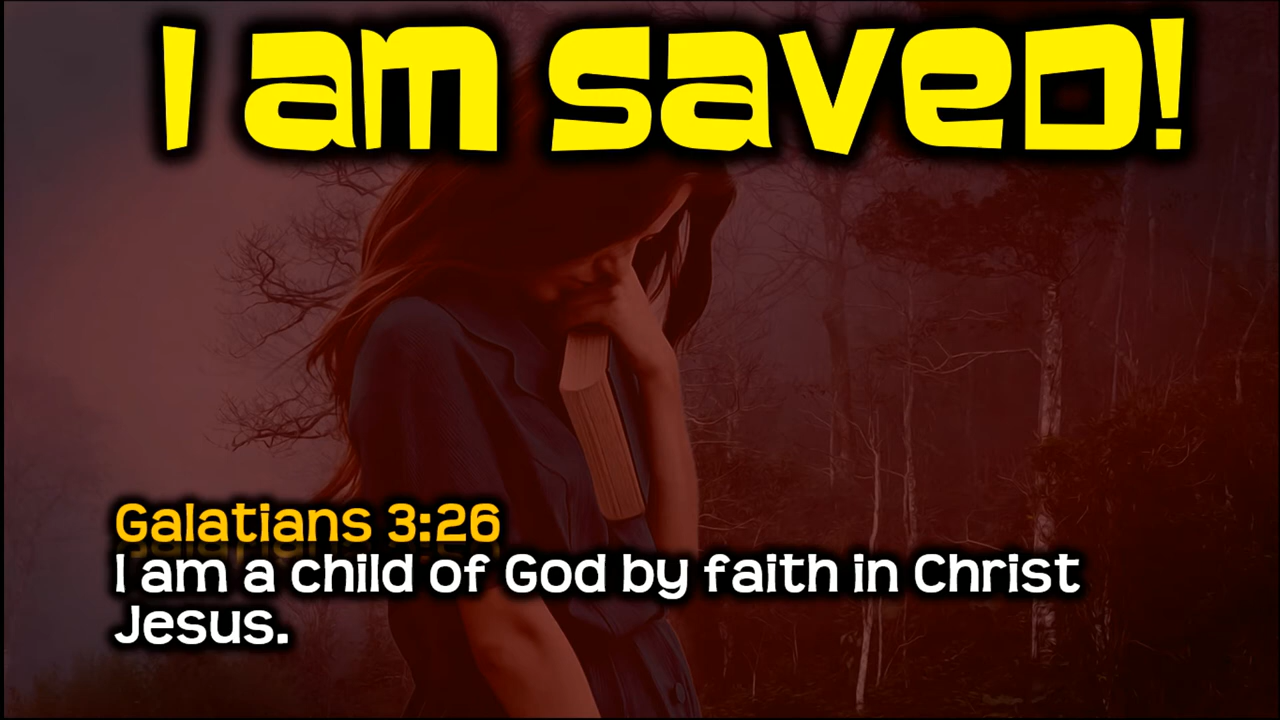 I am saved!
Galatians 3:26
I am a child of God by faith in Christ
Jesus.